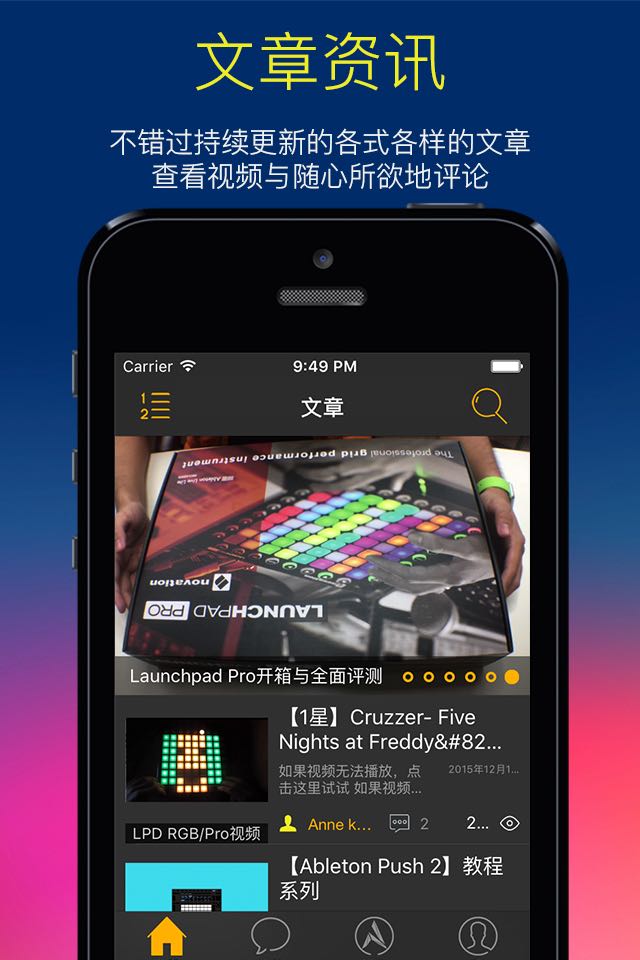 文章资讯
不错过持续更新的各式各样的文章
查看视频与随心所欲地评论
Carrier
9:49 PM
1
2
文章
The professional grid performance instrument
novation
LAUNCHPAD PRO
Launchpad Pro开箱与全面评测
【1星】Cruzzer- Five
Nights at Freddy&#82...
如果视频无法播放，点
击这里试试 如果视频...
2015年12月1...
LPD RGB/Pro视频
Anne k...
2
2...
【Ableton Push 2】教程
系列